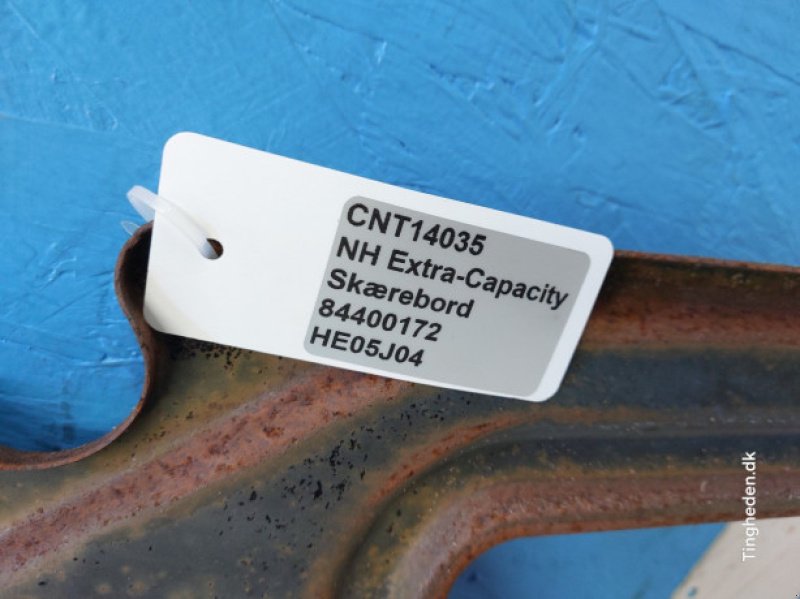 CNT14035
NH Extra-Capacity
Skærebord
84400172
HE05J04
Tingheden.dk